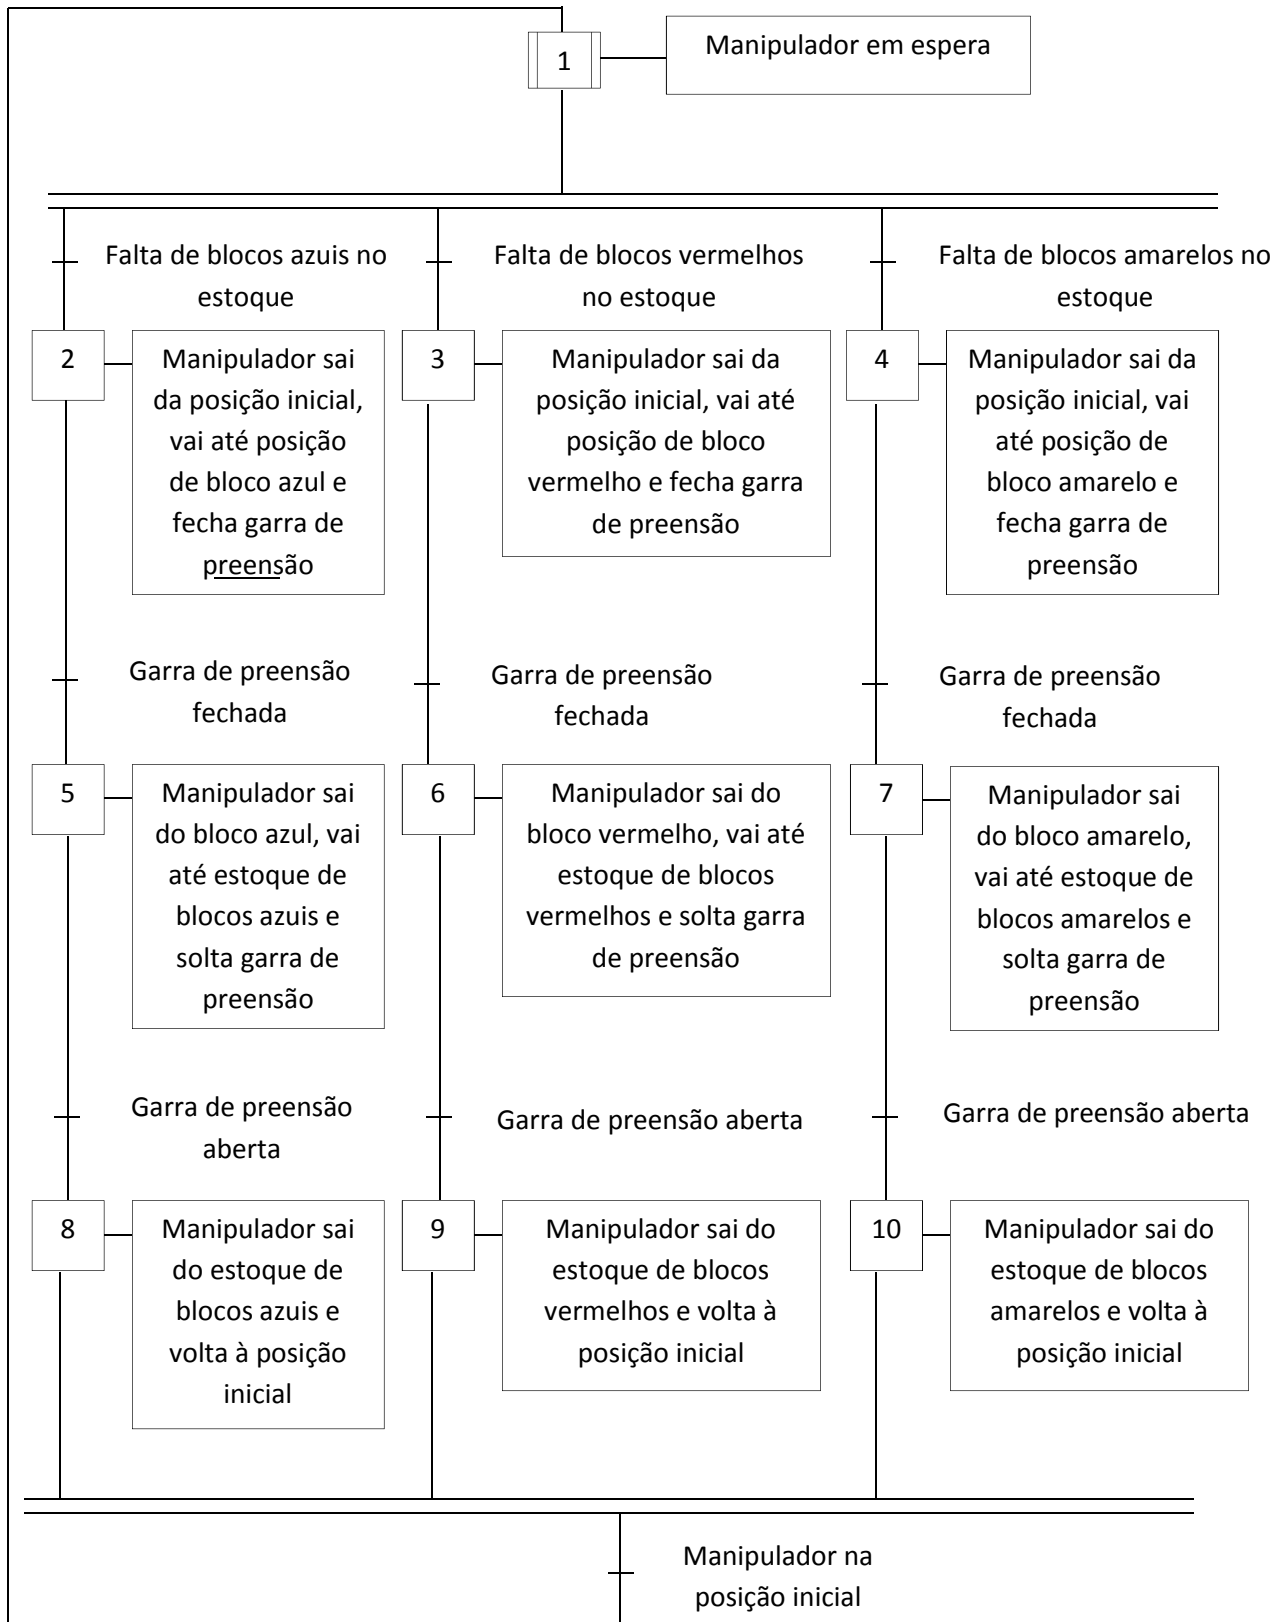 1
Manipulador em espera
Falta de blocos azuis no
estoque
Falta de blocos vermelhos
no estoque
Falta de blocos amarelos no
estoque
2
Manipulador sai
da posição inicial,
vai até posição
de bloco azul e
fecha garra de
preensão
3
Manipulador sai da
posição inicial, vai até
posição de bloco
vermelho e fecha garra
de preensão
4
Manipulador sai da
posição inicial, vai
até posição de
bloco amarelo e
fecha garra de
preensão
Garra de preensão
fechada
Garra de preensão
fechada
Garra de preensão
fechada
5
Manipulador sai
do bloco azul, vai
até estoque de
blocos azuis e
solta garra de
preensão
6
Manipulador sai do
bloco vermelho, vai até
estoque de blocos
vermelhos e solta garra
de preensão
7
Manipulador sai
do bloco amarelo,
vai até estoque de
blocos amarelos e
solta garra de
preensão
Garra de preensão
aberta
Garra de preensão aberta
Garra de preensão aberta
8
Manipulador sai
do estoque de
blocos azuis e
volta à posição
inicial
9
Manipulador sai do
estoque de blocos
vermelhos e volta à
posição inicial
10
Manipulador sai do
estoque de blocos
amarelos e volta à
posição inicial
Manipulador na
posição inicial